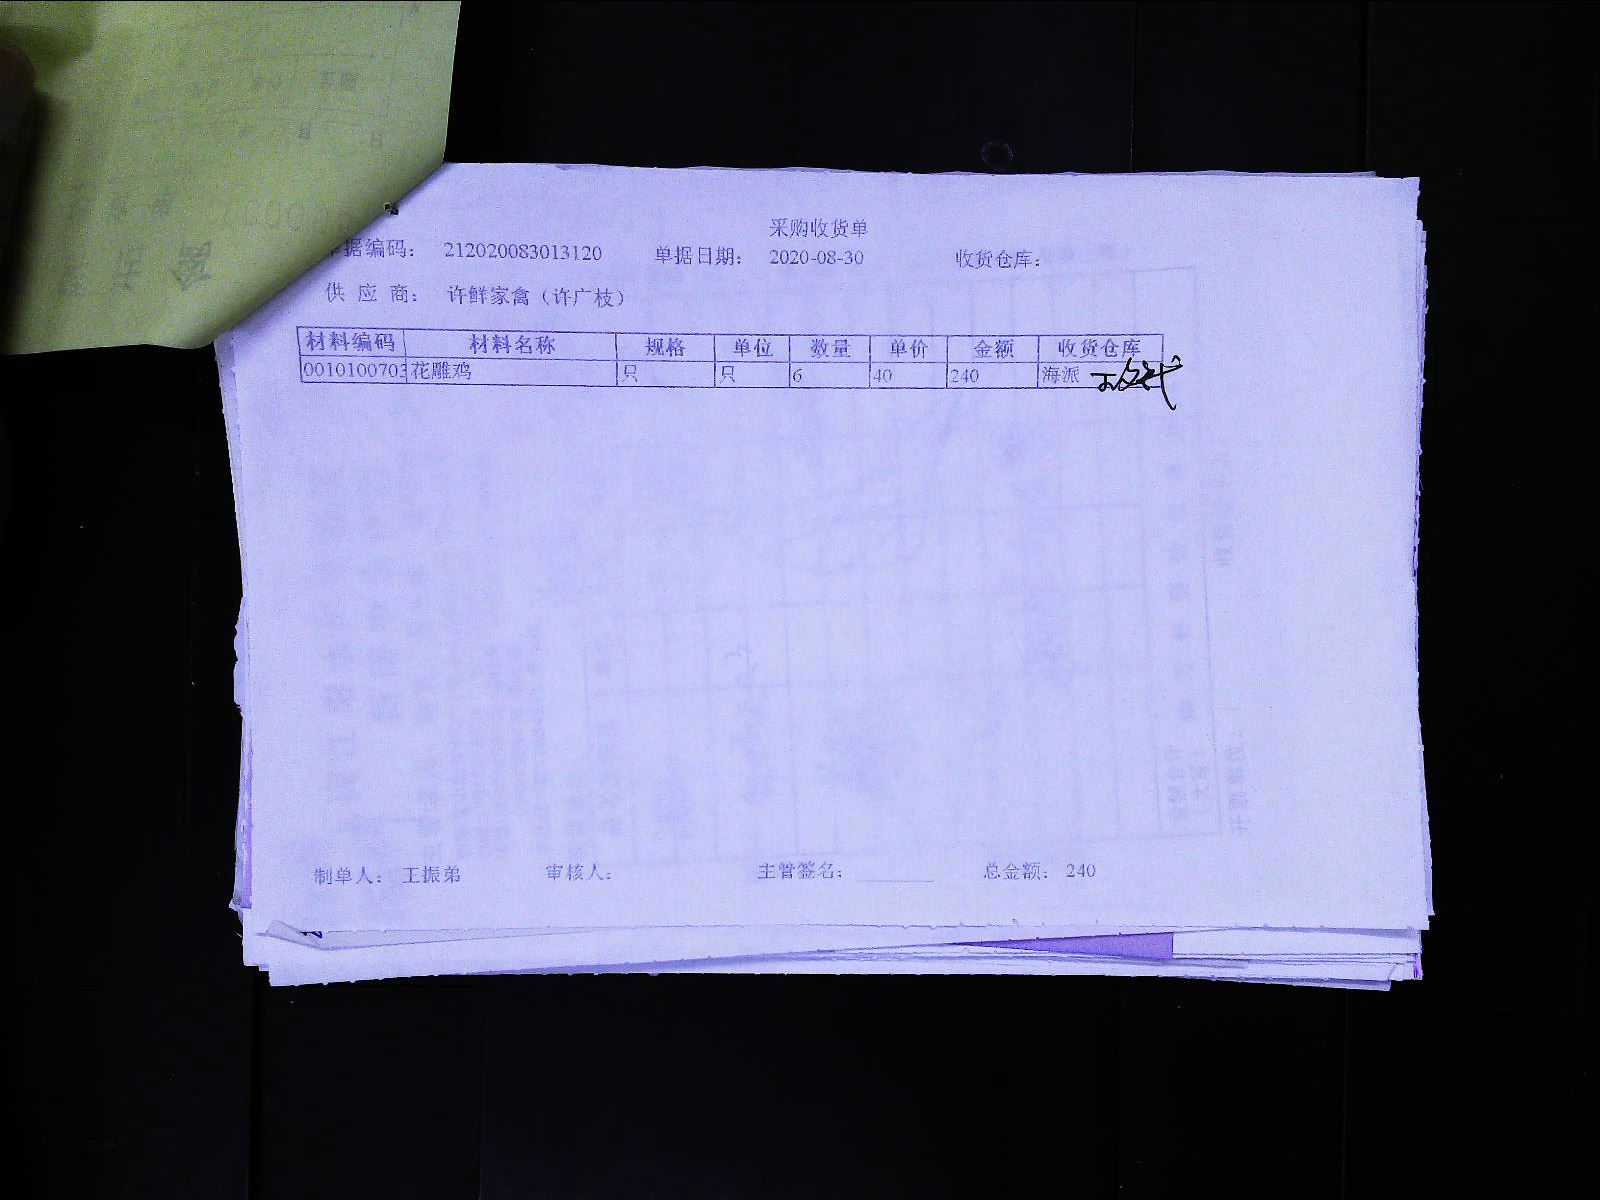 采购收货单
单据编码： 212020083013120 单据日期： 2020-08-30 收货仓库：
供 应 商： 许鲜家禽（许广枝）
材料编码 材料名称 规格 单位 数量 单价 金额 收货仓库
0010100703 花雕鸡 只 只 6 40 240 海派
制单人： 王振弟 审核人： 主管签名： 总金额： 240